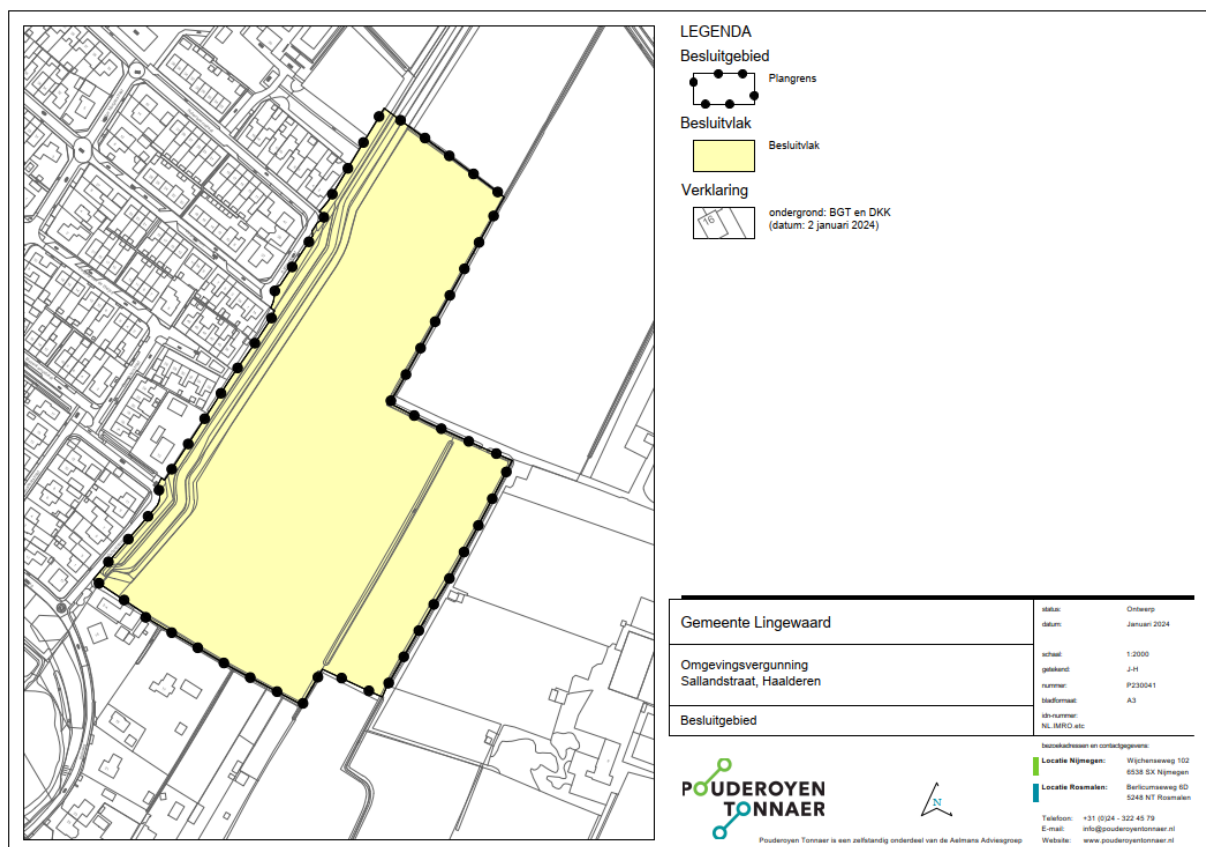 LEGENDA
Besluitgebied
Plangrens
Besluitvlak
Besluitvlak
Verklaring
16
ondergrond: BGT en DKK
(datum: 2 januari 2024)
Gemeente Lingewaard
Omgevingsvergunning
Sallandstraat, Haalderen
Besluitgebied
status: Ontwerp
datum: Januari 2024
schaal: 1:2000
getekend: J-H
nummer: P230041
bladformaat: A3
idn-nummer:
NL.IMRO.etc
POUDEROYEN
TONNAER
N
Pouderoyen Tonnaer is een zelfstandig onderdeel van de Aelmans Adviesgroep
bezoekadressen en contactgegevens:
Locatie Nijmegen: Wijchenseweg 102
6538 SX Nijmegen
Locatie Rosmalen: Berlicumseweg 6D
5248 NT Rosmalen
Telefoon: +31 (0)24 - 322 45 79
E-mail: info@pouderoyentonnaer.nl
Website: www.pouderoyentonnaer.nl